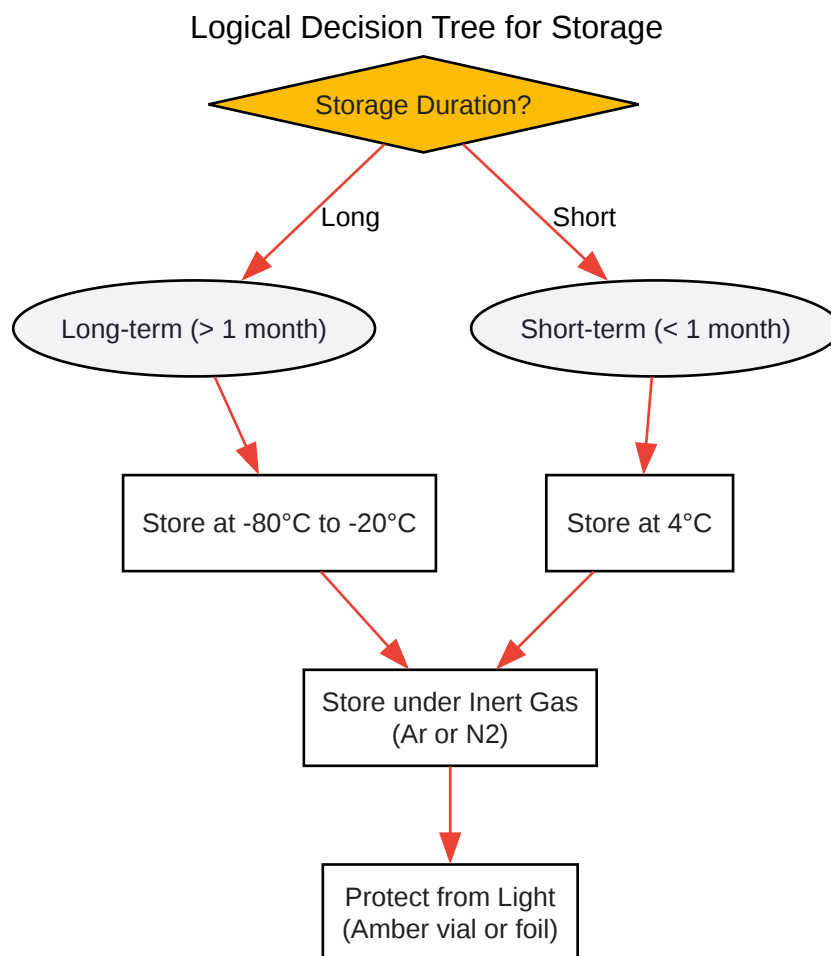 Logical Decision Tree for Storage
Storage Duration?
Long
Short
Long-term (> 1 month)
Short-term (< 1 month)
Store at -80°C to -20°C
Store at 4°C
Store under Inert Gas
(Ar or N2)
Protect from Light
(Amber vial or foil)